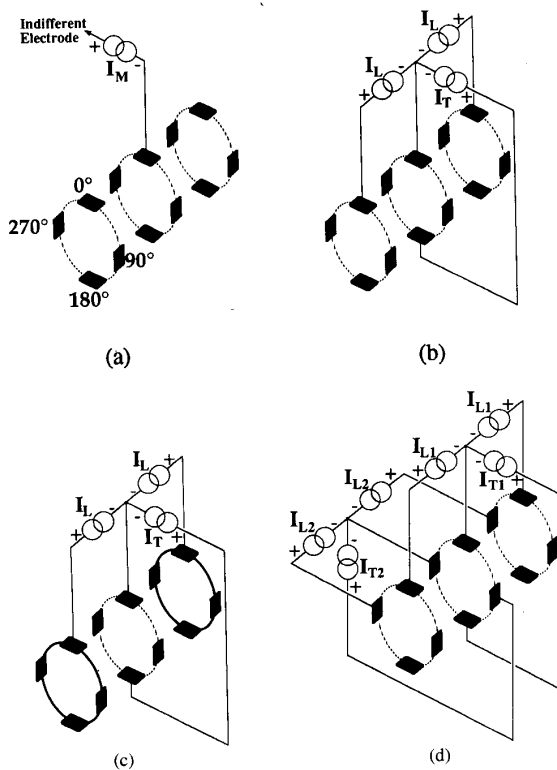 Indifferent
Electrode
+
-
I_M
0°
270°
90°
180°
(a)
I_L
+
-
I_L
-
+
-
I_T
+
(b)
I_L
+
-
I_L
-
+
-
I_T
+
(c)
I_L1
+
-
I_L1
-
+
-
I_T1
+
I_L2
+
-
I_L2
-
+
-
I_T2
+
(d)